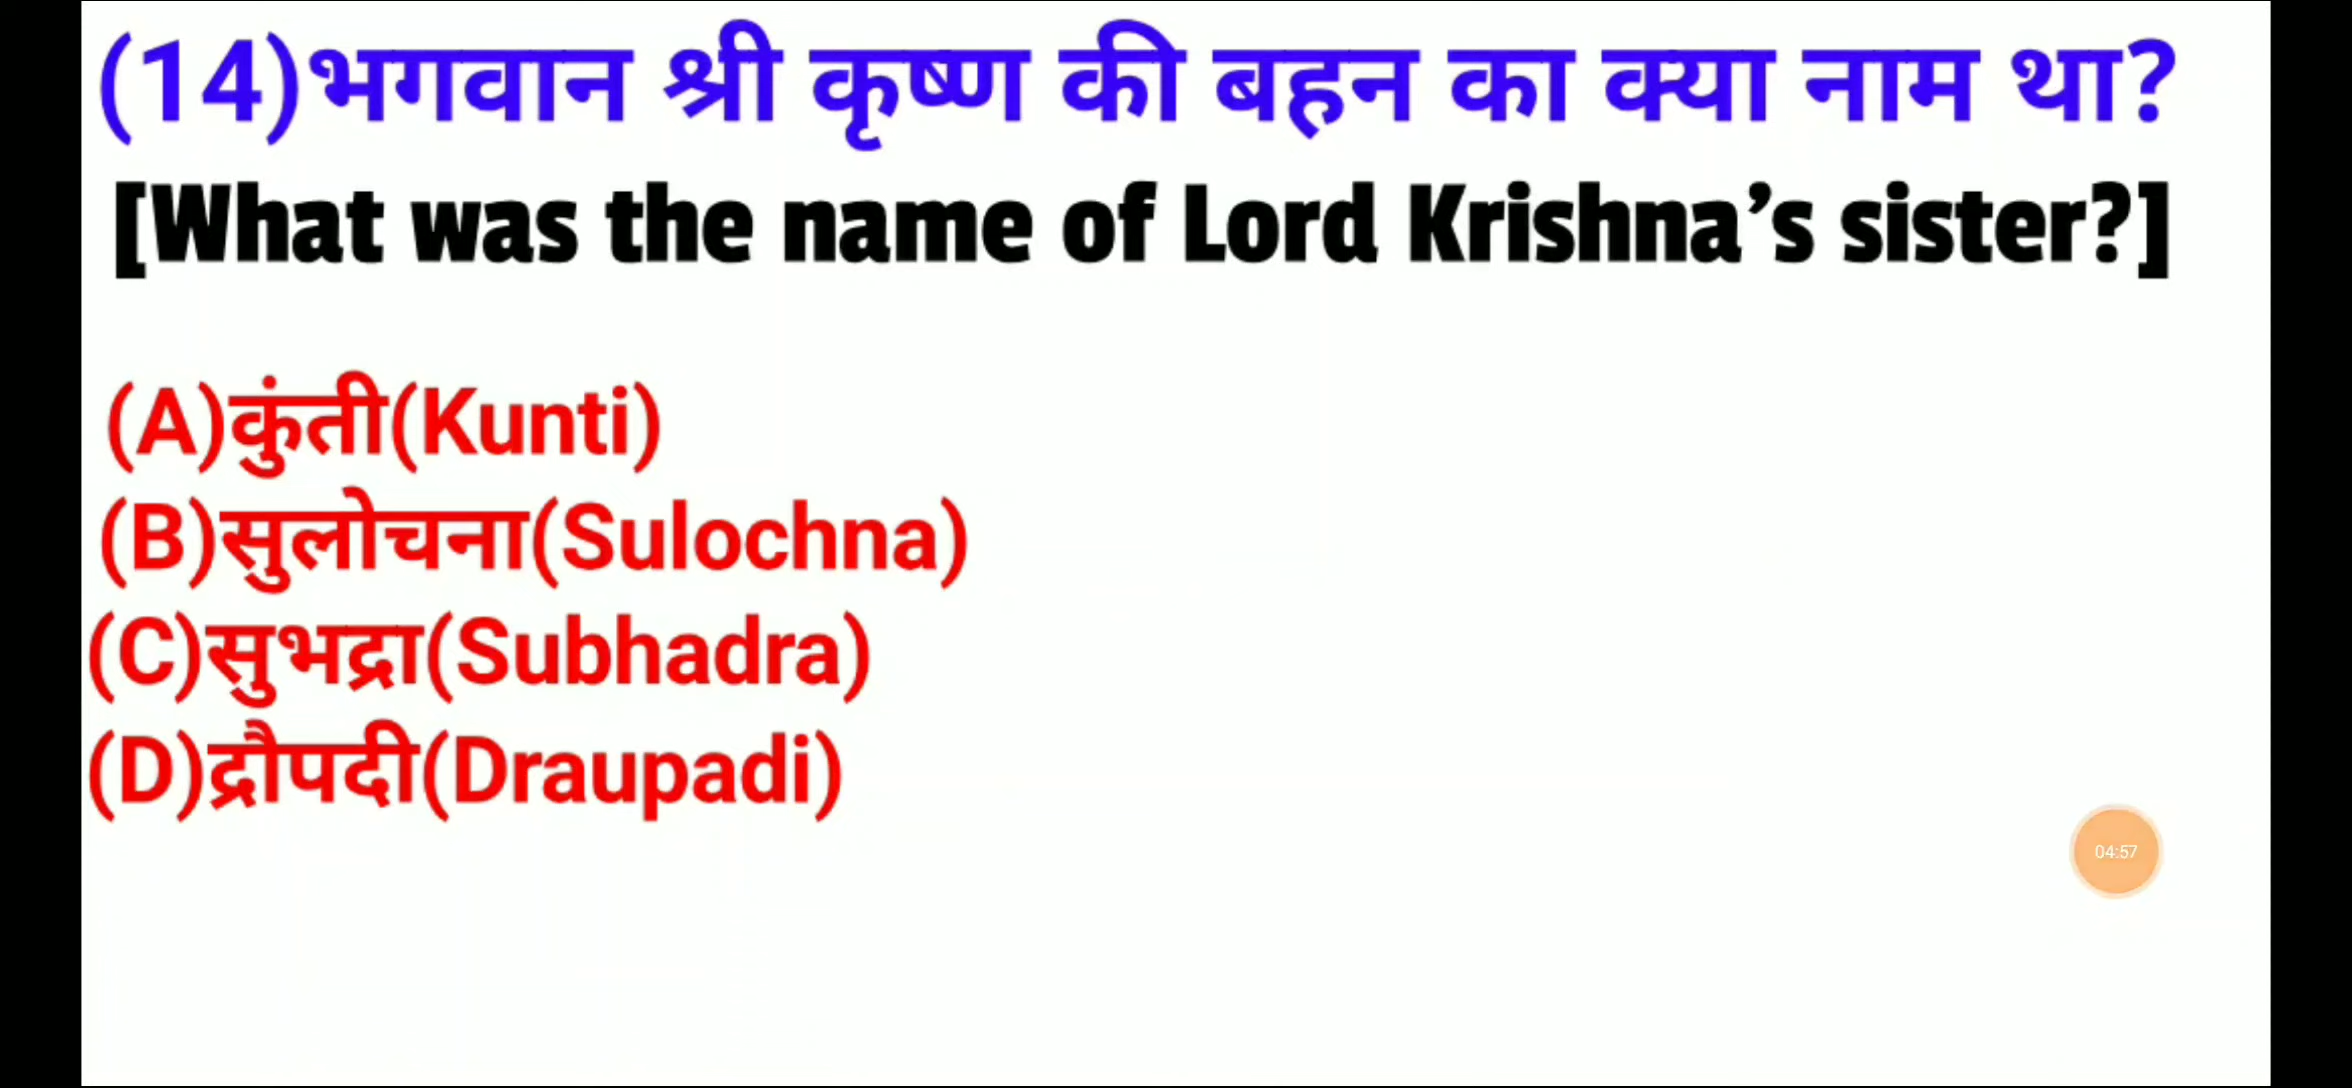 (14)भगवान श्री कृष्ण की बहन का क्या नाम था?
[What was the name of Lord Krishna's sister?]
(A)कुंती(Kunti)
(B)सुलोचना(Sulochna)
(C)सुभद्रा(Subhadra)
(D)द्रौपदी(Draupadi)
04:57